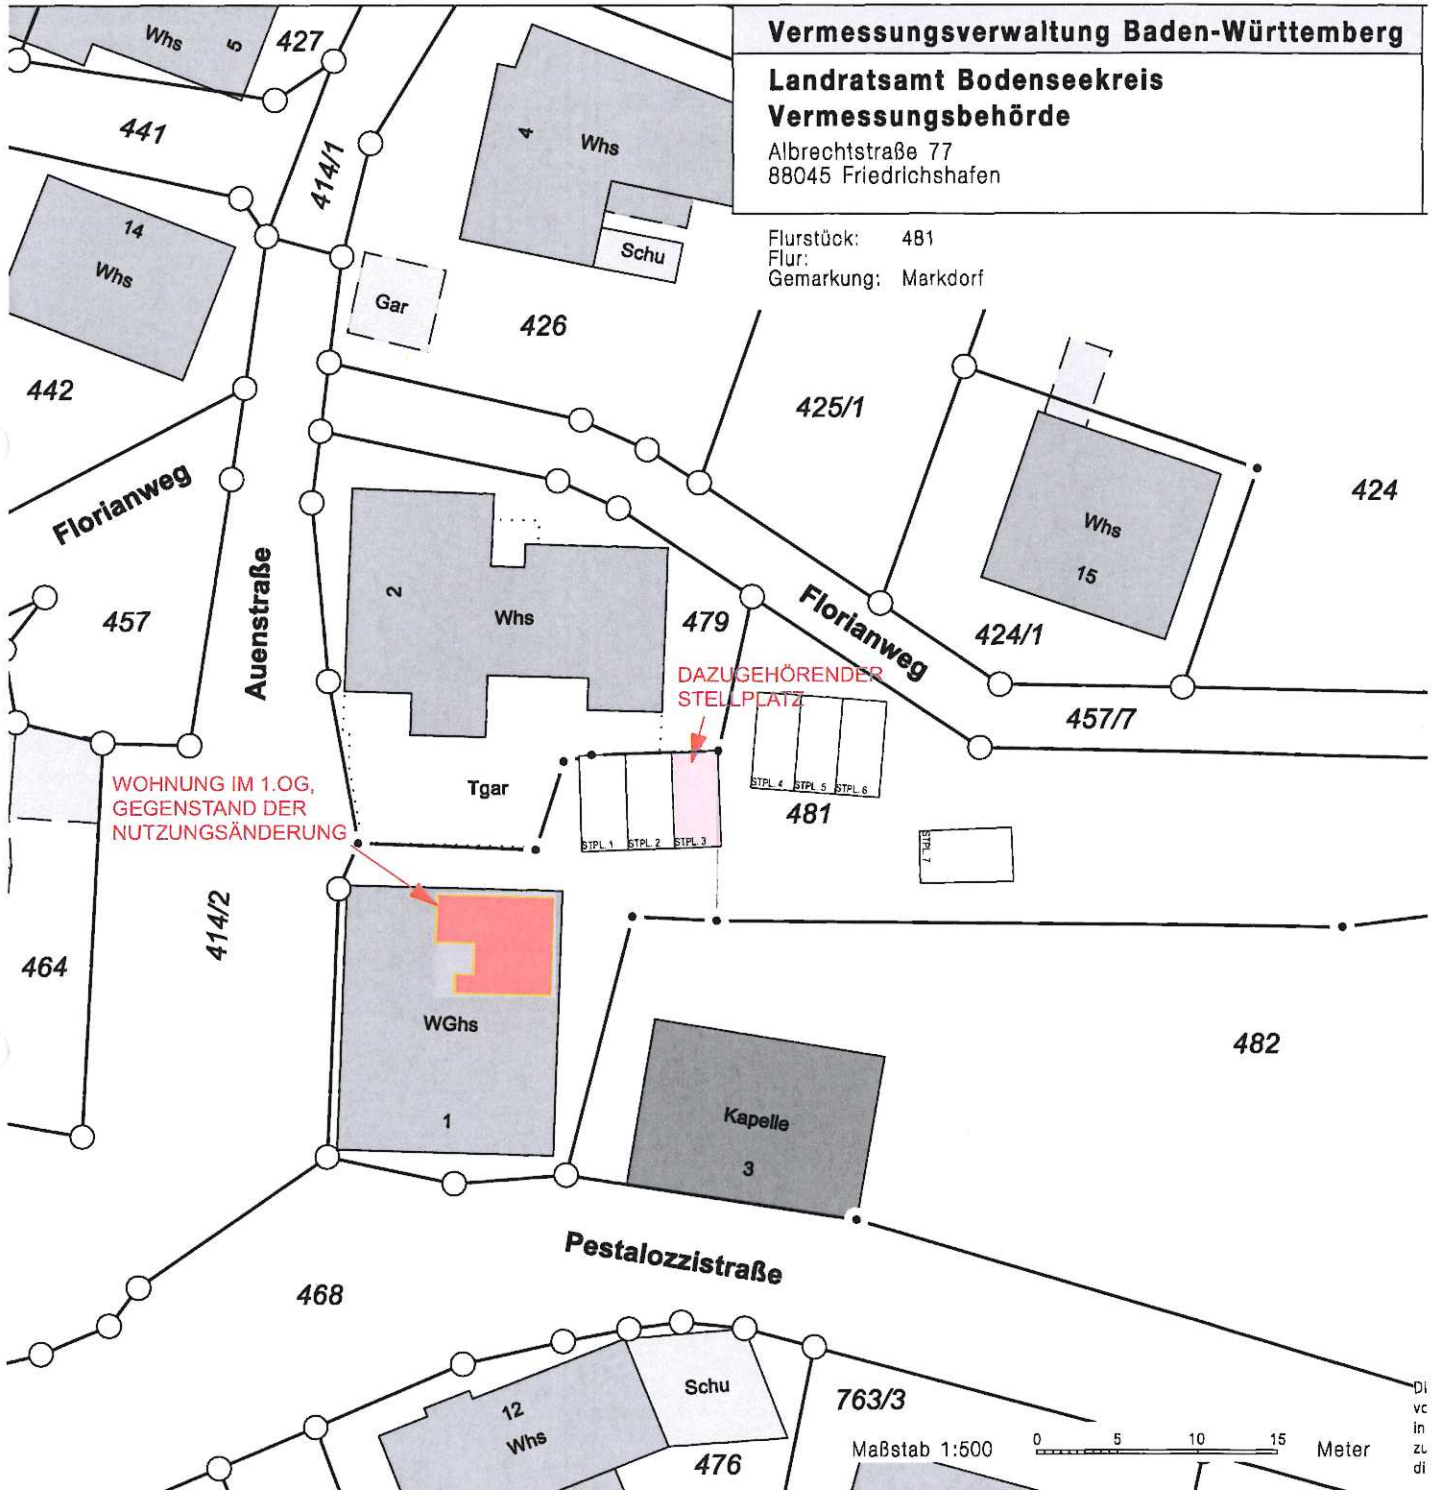 Vermessungsverwaltung Baden-Württemberg
Landratsamt Bodenseekreis
Vermessungsbehörde
Albrechtstraße 77
88045 Friedrichshafen
Flurstück: 481
Flur:
Gemarkung: Markdorf
Whs
5
427
441
414/1
4
Whs
Schu
14
Whs
Gar
426
442
425/1
424
Florianweg
Whs
15
Auenstraße
2
Whs
457
479
Florianweg
424/1
457/7
DAZUGEHÖRENDER
STELLPLATZ
WOHNUNG IM 1.OG,
GEGENSTAND DER
NUTZUNGSÄNDERUNG
Tgar
STPL. 1
STPL. 2
STPL. 3
STPL. 4
STPL. 5
STPL. 6
481
STPL. 7
414/2
464
WGhs
1
482
Kapelle
3
Pestalozzistraße
468
Schu
12
Whs
476
763/3
Maßstab 1:500
0 5 10 15
Meter
in
zu
di